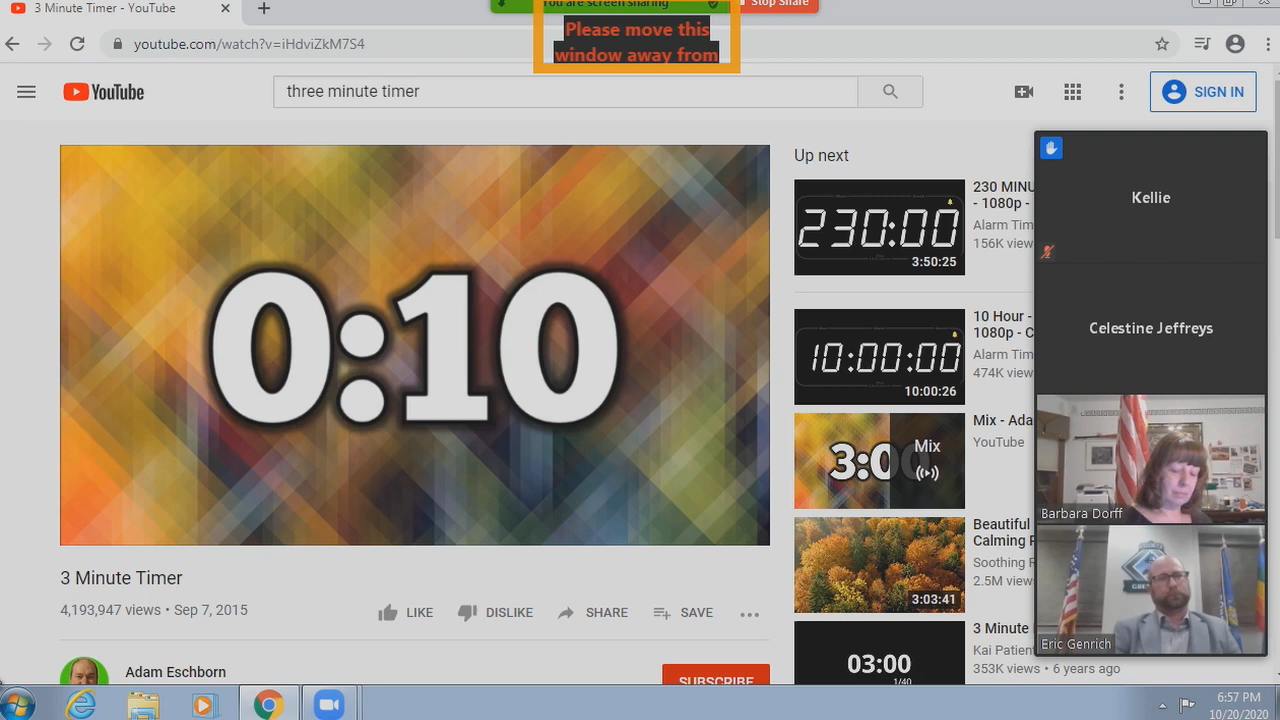 3 Minute Timer - YouTube
You are screen sharing
Stop Share
Please move this
window away from
youtube.com/watch?v=iHdviZkM7S4
YouTube
three minute timer
SIGN IN
0:10
3 Minute Timer
4,193,947 views • Sep 7, 2015
LIKE
DISLIKE
SHARE
SAVE
Adam Eschborn
SUBSCRIBE
Up next
230:00
3:50:25
230 MINU
- 1080p -
Alarm Tim
156K view
10:00:00
10:00:26
10 Hour -
1080p - C
Alarm Tim
474K view
3:00
Mix
Mix - Ada
YouTube
3:03:41
Beautiful
Calming R
Soothing R
2.5M view
03:00
1/40
3 Minute
Kai Patien
353K views • 6 years ago
Kellie
Celestine Jeffreys
Barbara Dorff
Eric Genrich
6:57 PM
10/20/2020